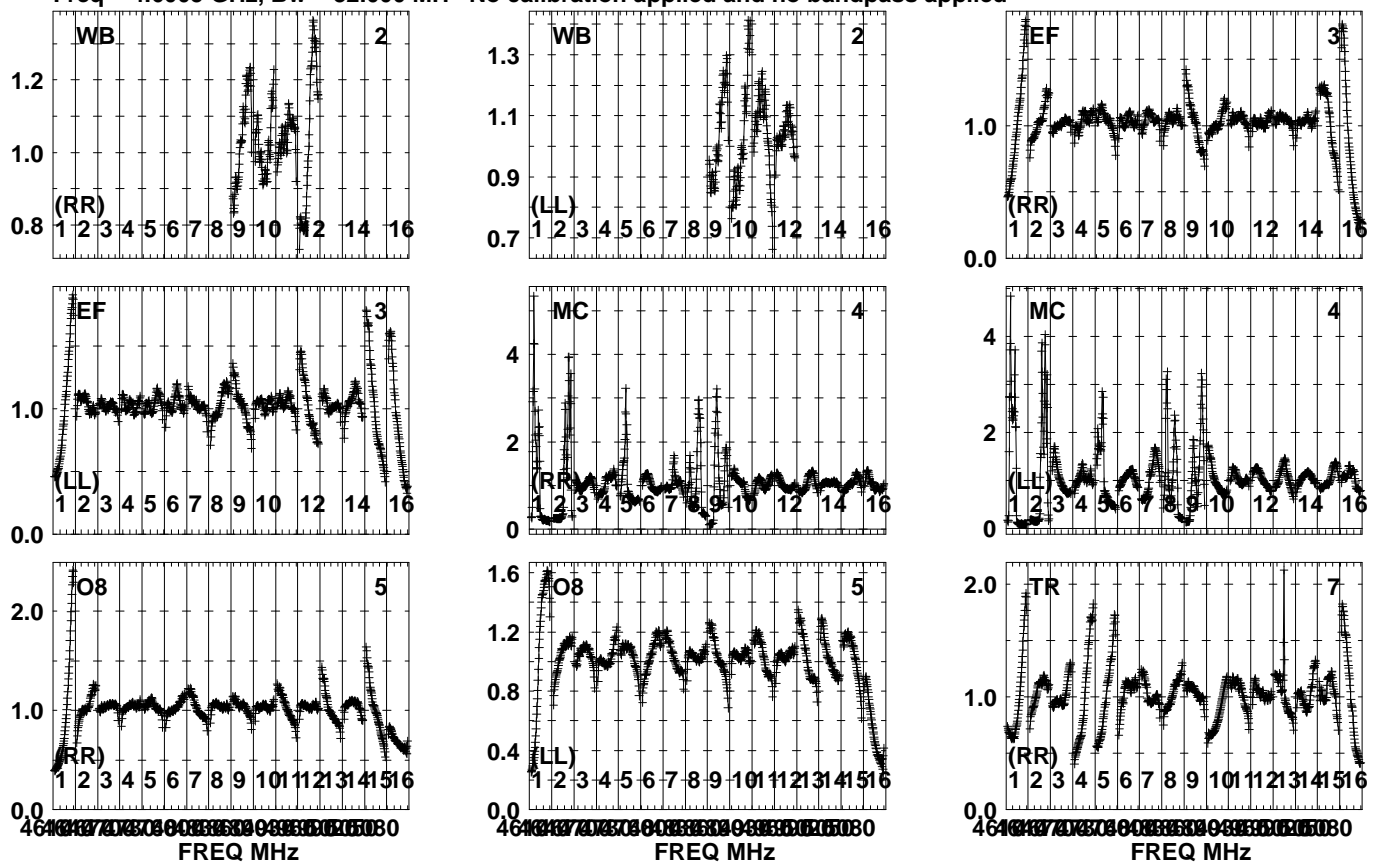 WB 2
1.2
1.0
0.8
(RR)
1 2 3 4 5 6 7 8 9 10 12 14 16
WB 2
1.3
1.1
0.9
0.7
(LL)
1 2 3 4 5 6 7 8 9 10 12 14 16
EF 3
1.0
0.0
(RR)
1 2 3 4 5 6 7 8 9 10 12 14 16
EF 3
1.0
0.0
(LL)
1 2 3 4 5 6 7 8 9 10 12 14 16
MC 4
4
2
0
(RR)
1 2 3 4 5 6 7 8 9 10 12 14 16
MC 4
4
2
0
(LL)
1 2 3 4 5 6 7 8 9 10 12 14 16
O8 5
2.0
1.0
0.0
(RR)
1 2 3 4 5 6 7 8 9 10 11 12 13 14 15 16
FREQ MHz
O8 5
1.6
1.2
0.8
0.4
0.0
(LL)
1 2 3 4 5 6 7 8 9 10 11 12 13 14 15 16
FREQ MHz
TR 7
2.0
1.0
0.0
(RR)
1 2 3 4 5 6 7 8 9 10 11 12 13 14 15 16
FREQ MHz